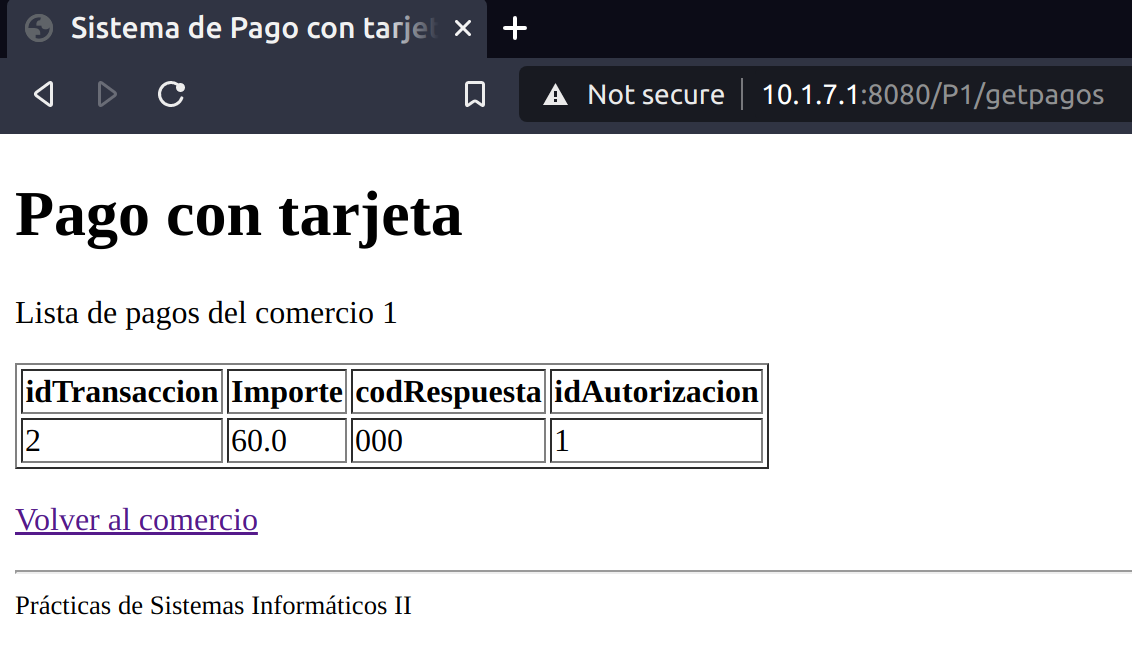 Sistema de Pago con tarjet
Not secure 10.1.7.1:8080/P1/getpagos
Pago con tarjeta
Lista de pagos del comercio 1
idTransaccion Importe codRespuesta idAutorizacion
2 60.0 000 1
Volver al comercio
Prácticas de Sistemas Informáticos II